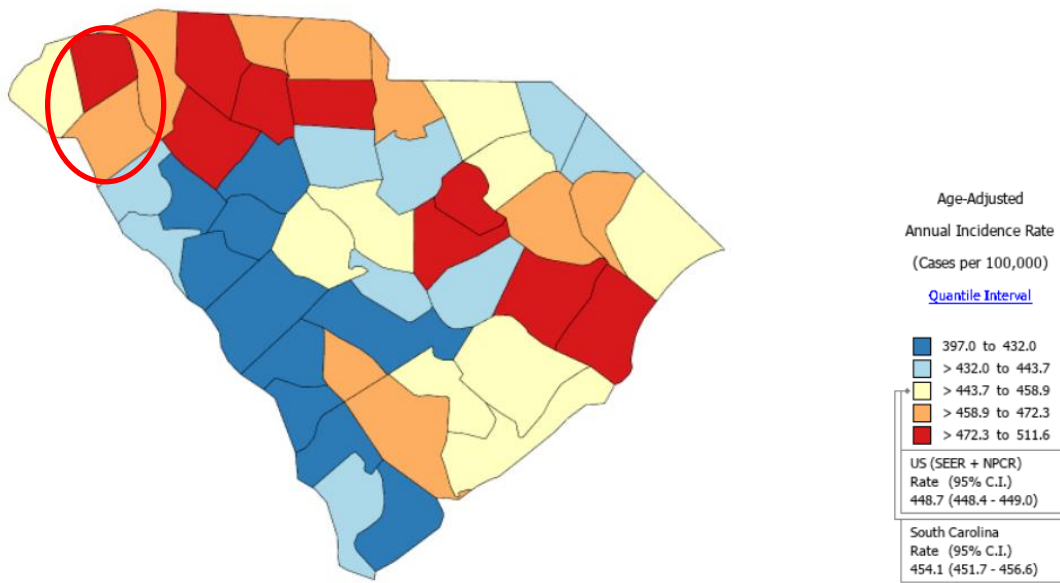 Age-Adjusted
Annual Incidence Rate
(Cases per 100,000)
Quantile Interval
397.0 to 432.0
> 432.0 to 443.7
> 443.7 to 458.9
> 458.9 to 472.3
> 472.3 to 511.6
US (SEER + NPCR)
Rate (95% C.I.)
448.7 (448.4 - 449.0)
South Carolina
Rate (95% C.I.)
454.1 (451.7 - 456.6)